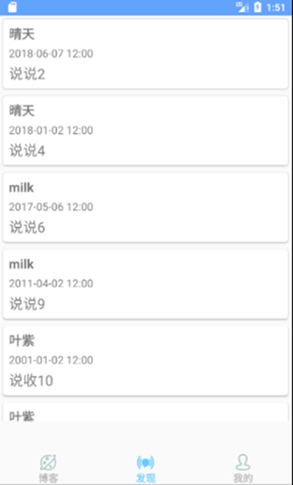 1:51
晴天
2018-06-07 12:00
说说2
晴天
2018-01-02 12:00
说说4
milk
2017-05-06 12:00
说说6
milk
2011-04-02 12:00
说说9
叶紫
2001-01-02 12:00
说收10
叶紫
博客 发现 我的